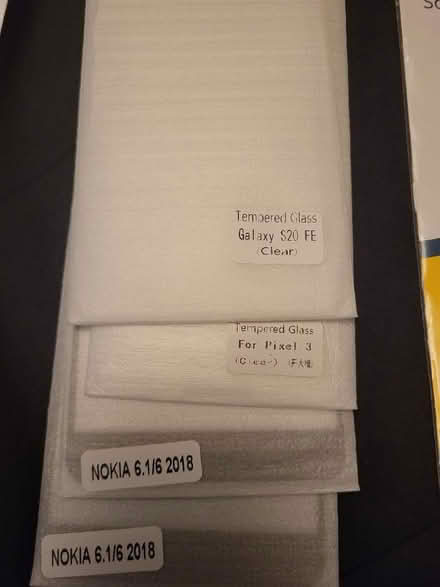 Tempered Glass
Galaxy S20 FE
(Clear)
Tempered Glass
For Pixel 3
(Clear)
NOKIA 6.1/6 2018
NOKIA 6.1/6 2018